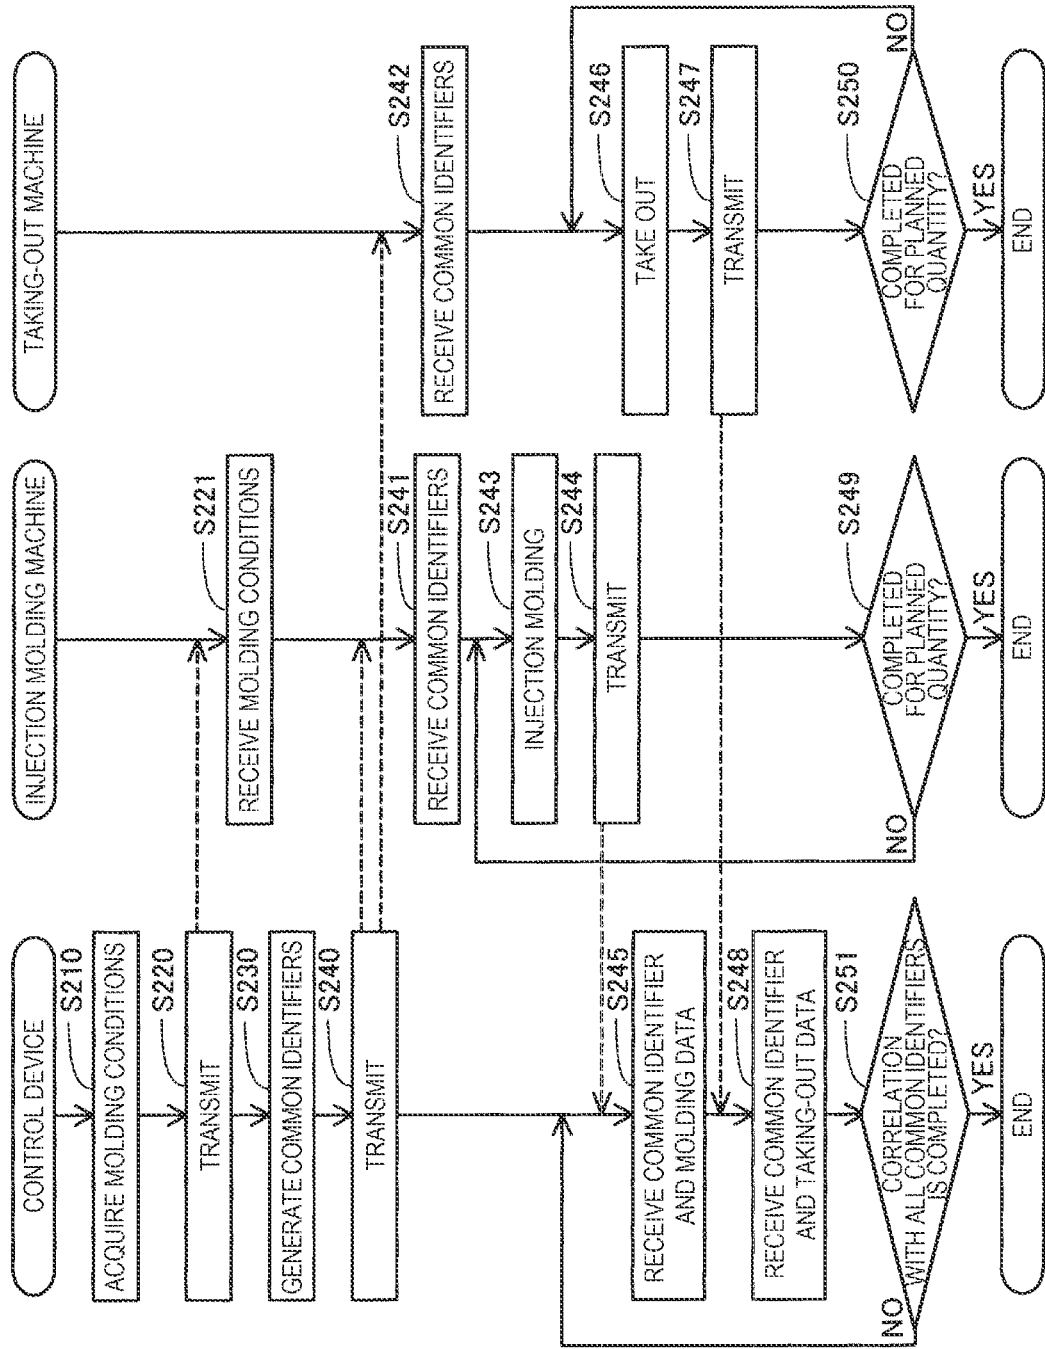 CONTROL DEVICE
S210
ACQUIRE MOLDING CONDITIONS
S220
TRANSMIT
S230
GENERATE COMMON IDENTIFIERS
S240
TRANSMIT
S245
RECEIVE COMMON IDENTIFIER
AND MOLDING DATA
S248
RECEIVE COMMON IDENTIFIER
AND TAKING-OUT DATA
S251
CORRELATION
WITH ALL COMMON IDENTIFIERS
IS COMPLETED?
NO
YES
END
INJECTION MOLDING MACHINE
S221
RECEIVE MOLDING CONDITIONS
S241
RECEIVE COMMON IDENTIFIERS
S243
INJECTION MOLDING
S244
TRANSMIT
S249
COMPLETED
FOR PLANNED
QUANTITY?
NO
YES
END
TAKING-OUT MACHINE
S242
RECEIVE COMMON IDENTIFIERS
S246
TAKE OUT
S247
TRANSMIT
S250
COMPLETED
FOR PLANNED
QUANTITY?
NO
YES
END